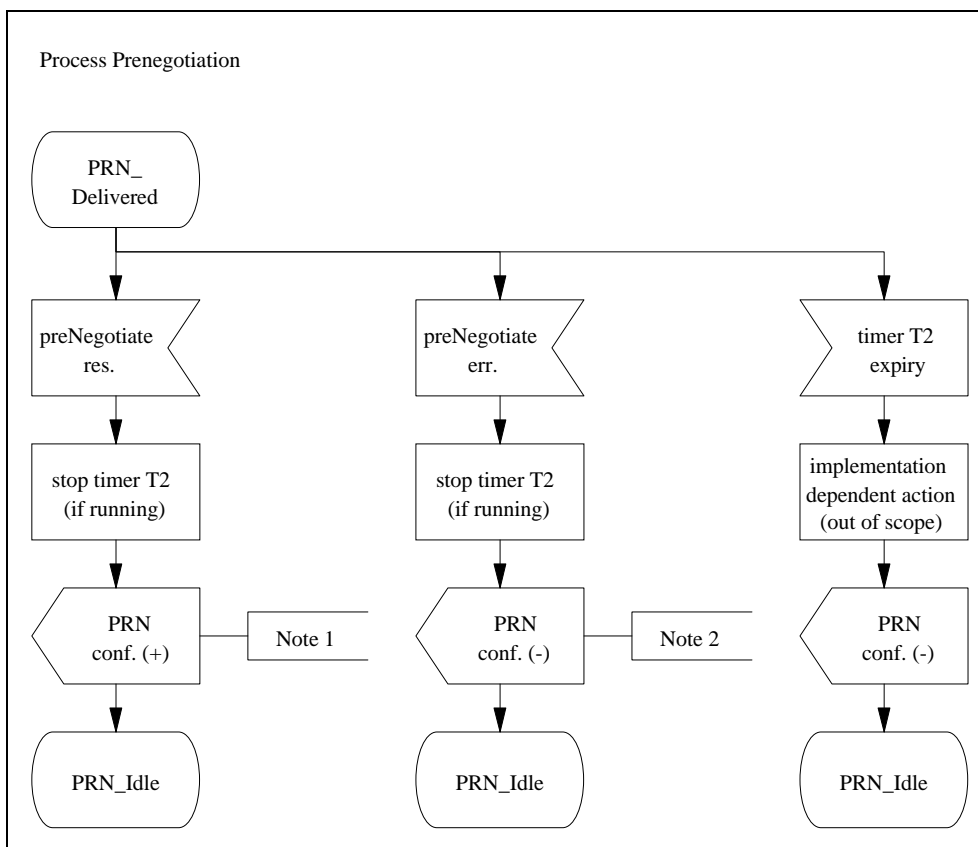 Process Prenegotiation
PRN_
Delivered
preNegotiate
res.
preNegotiate
err.
timer T2
expiry
stop timer T2
(if running)
stop timer T2
(if running)
implementation
dependent action
(out of scope)
PRN
conf. (+)
Note 1
PRN
conf. (-)
Note 2
PRN
conf. (-)
PRN_Idle
PRN_Idle
PRN_Idle